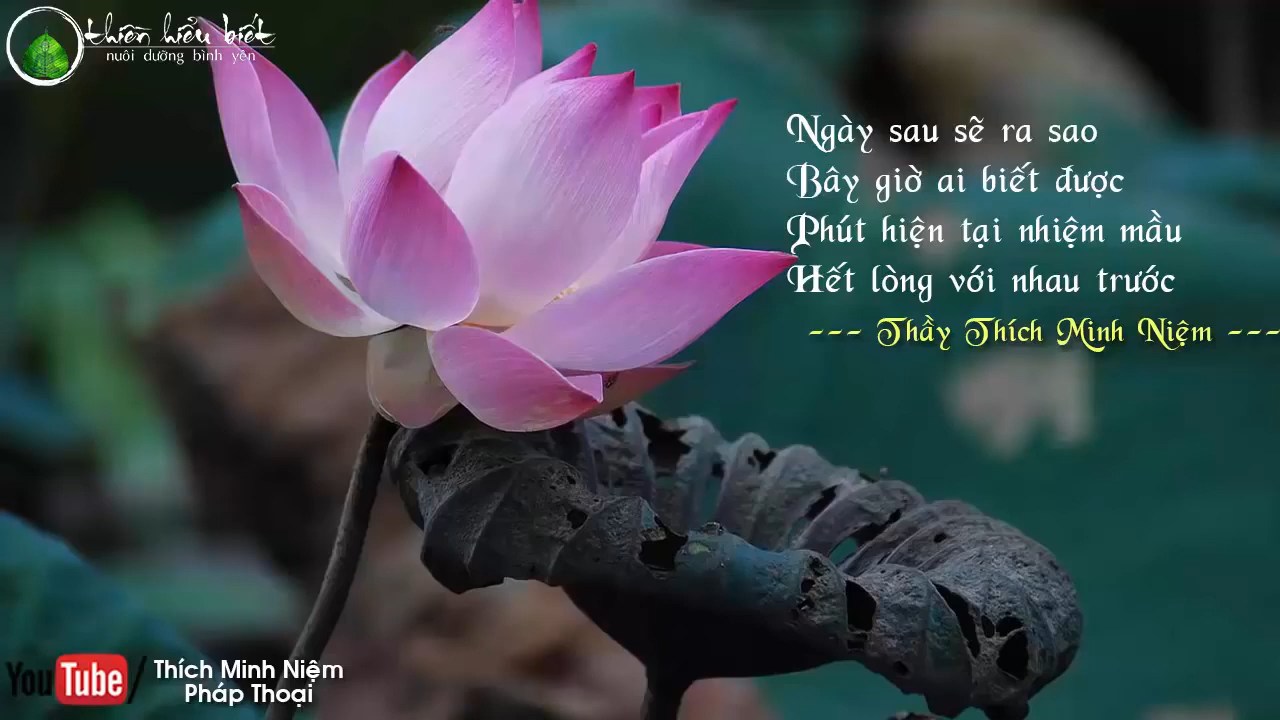 thiền hiểu biết
nuôi dưỡng bình yên
Ngày sau sẽ ra sao
Bây giờ ai biết được
Phút hiện tại nhiệm mầu
Hết lòng với nhau trước
--- Thầy Thích Minh Niệm ---
YouTube / Thích Minh Niệm
Pháp Thoại